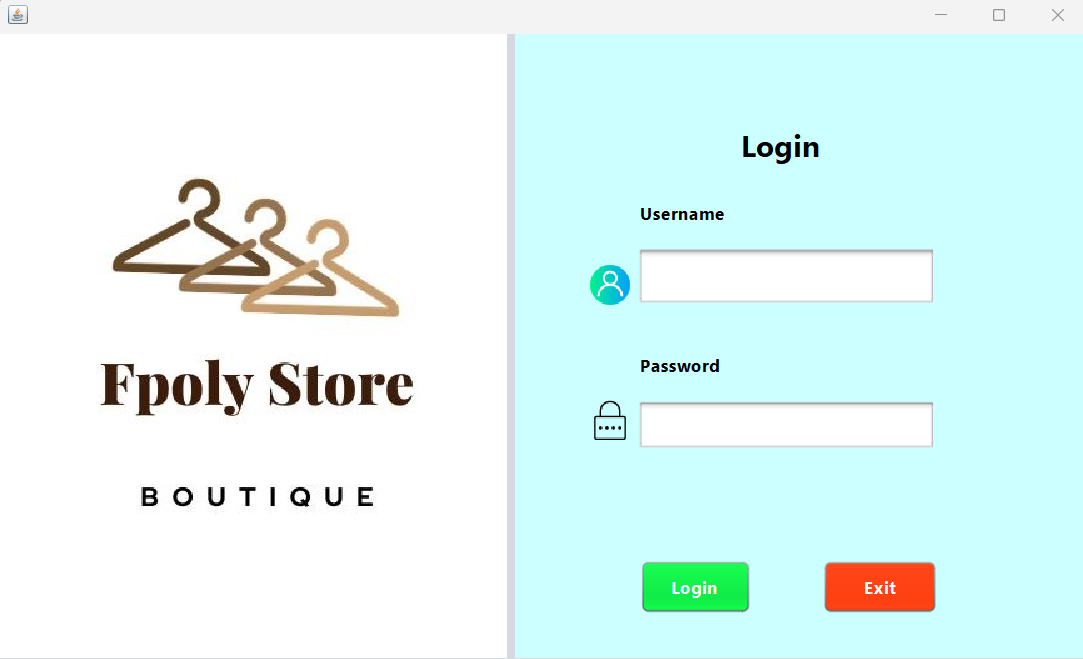 Fpoly Store
BOUTIQUE
Login
Username
Password
Login
Exit